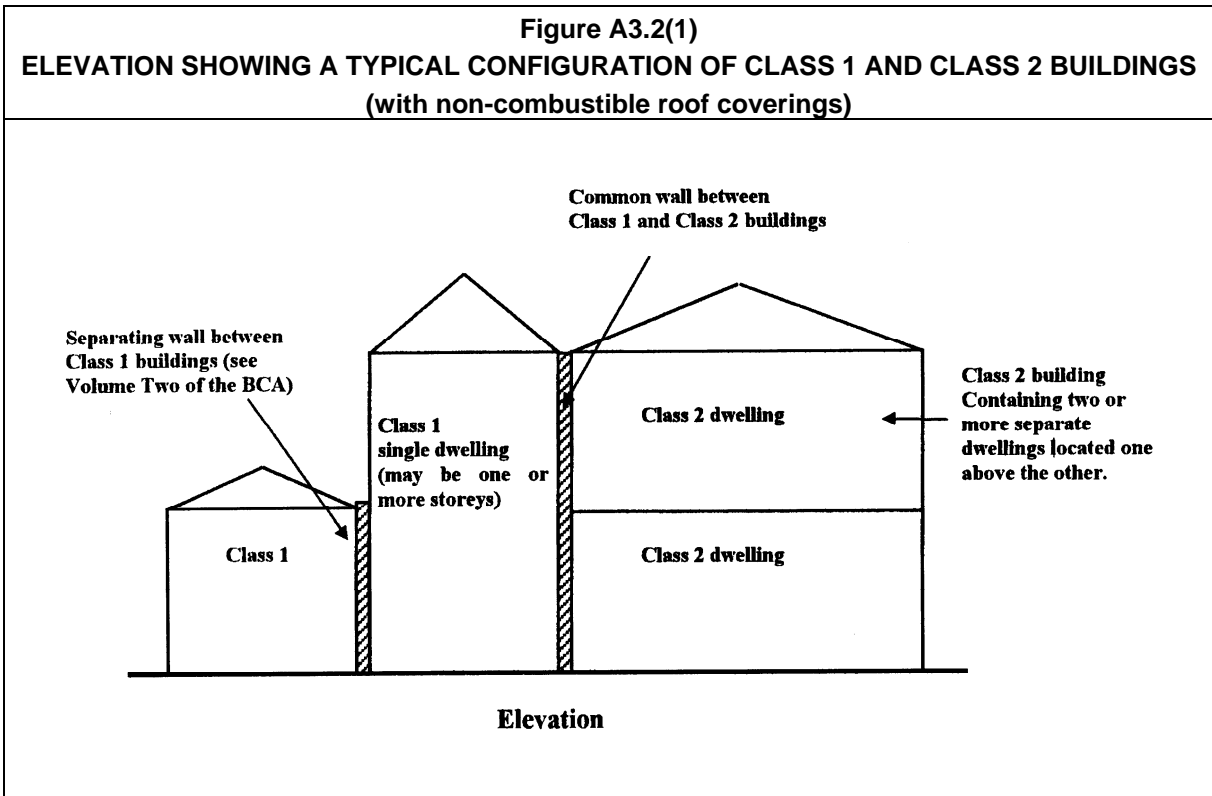 Figure A3.2(1)
ELEVATION SHOWING A TYPICAL CONFIGURATION OF CLASS 1 AND CLASS 2 BUILDINGS
(with non-combustible roof coverings)
Common wall between
Class 1 and Class 2 buildings
Separating wall between
Class 1 buildings (see
Volume Two of the BCA)
Class 1
single dwelling
(may be one or
more storeys)
Class 2 dwelling
Class 2 building
Containing two or
more separate
dwellings located one
above the other.
Class 1
Class 2 dwelling
Elevation